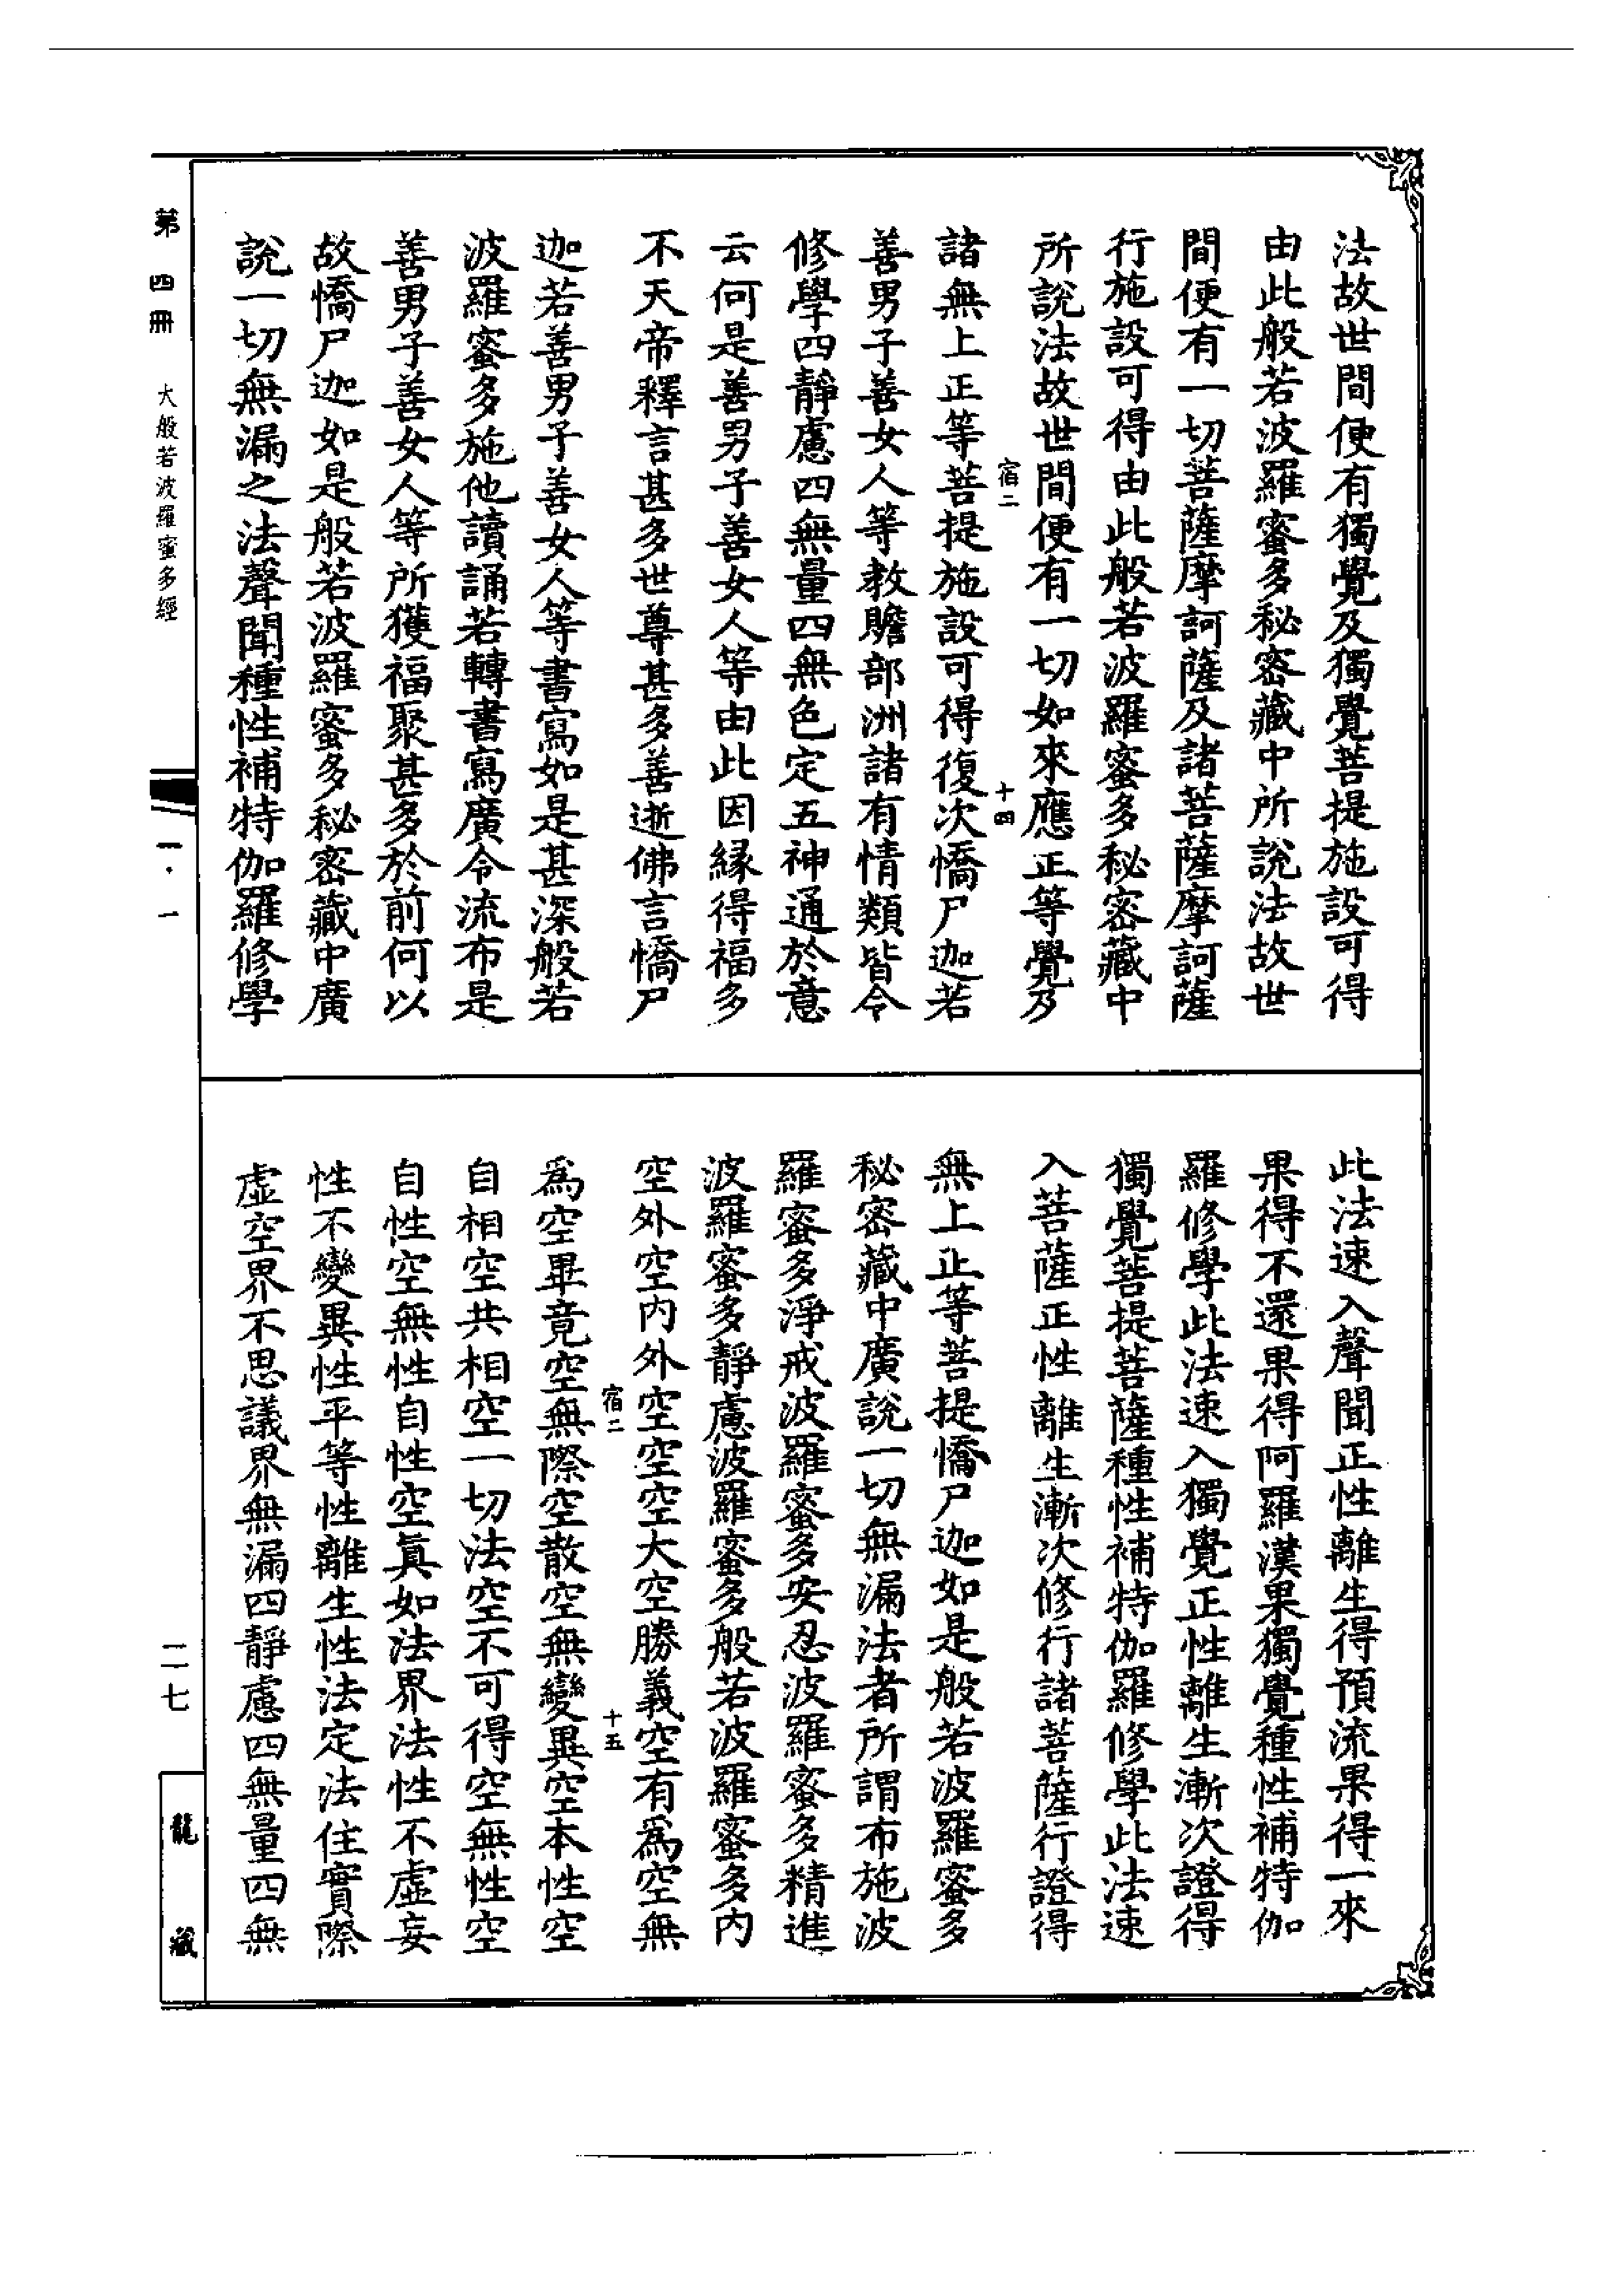 法故世間便有獨覺及獨覺菩提施設可得
由此般若波羅蜜多秘密藏中所說法故世
間便有一切菩薩摩訶薩及諸菩薩摩訶薩
行施設可得由此般若波羅蜜多秘密藏中
所說法故世間便有一切如來應正等覺及
宿二
十四
諸無上正等菩提施設可得復次憍尸迦若
善男子善女人等教贍部洲諸有情類皆令
修學四靜慮四無量四無色定五神通於意
云何是善男子善女人等由此因緣得福多
不天帝釋言甚多世尊甚多善逝佛言憍尸
迦若善男子善女人等書寫如是甚深般若
波羅蜜多施他讀誦若轉書寫廣令流布是
善男子善女人等所獲福聚甚多於前何以
故憍尸迦如是般若波羅蜜多秘密藏中廣
說一切無漏之法聲聞種性補特伽羅修學
此法速入聲聞正性離生得預流果得一來
果得不還果得阿羅漢果獨覺種性補特伽
羅修學此法速入獨覺正性離生漸次證得
獨覺菩提菩薩種性補特伽羅修學此法速
入菩薩正性離生漸次修行諸菩薩行證得
無上正等菩提憍尸迦如是般若波羅蜜多
秘密藏中廣說一切無漏法者所謂布施波
羅蜜多淨戒波羅蜜多安忍波羅蜜多精進
波羅蜜多靜慮波羅蜜多般若波羅蜜多內
空外空內外空空空大空勝義空有為空無
宿二
十五
為空畢竟空無際空散空無變異空本性空
自相空共相空一切法空不可得空無性空
自性空無性自性空真如法界法性不虛妄
性不變異性平等性離生性法定法住實際
虛空界不思議界無漏四靜慮四無量四無
第四冊
大般若波羅蜜多經
一·一
二七
龍藏